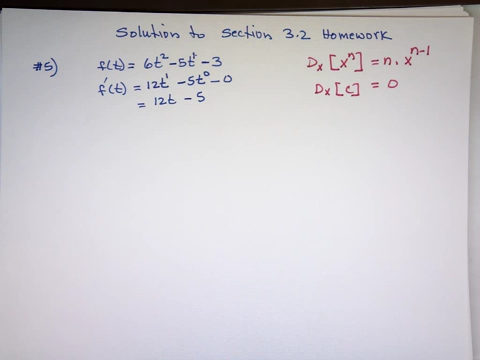 Solution to Section 3.2 Homework
#5) f(t) = 6t² - 5t¹ - 3
f'(t) = 12t¹ - 5t⁰ - 0
= 12t - 5
Dₓ [xⁿ] = n. xⁿ⁻¹
Dₓ [c] = 0